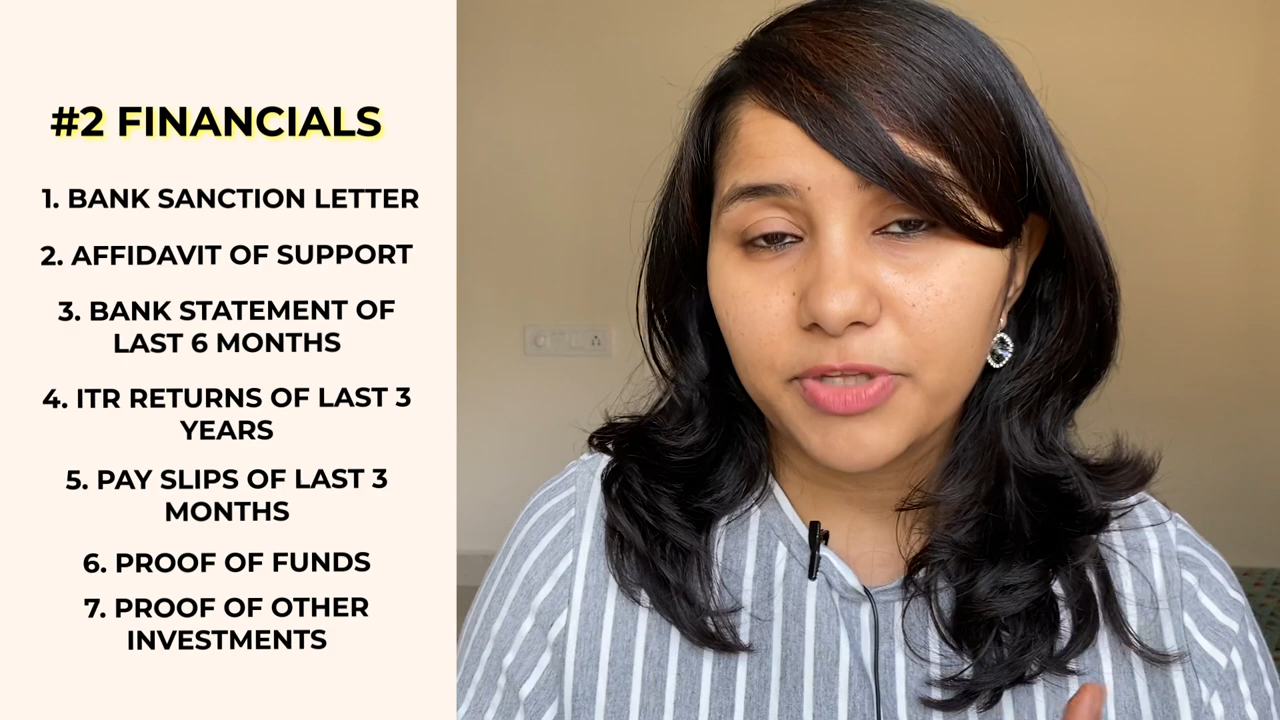 #2 FINANCIALS
1. BANK SANCTION LETTER
2. AFFIDAVIT OF SUPPORT
3. BANK STATEMENT OF
LAST 6 MONTHS
4. ITR RETURNS OF LAST 3
YEARS
5. PAY SLIPS OF LAST 3
MONTHS
6. PROOF OF FUNDS
7. PROOF OF OTHER
INVESTMENTS